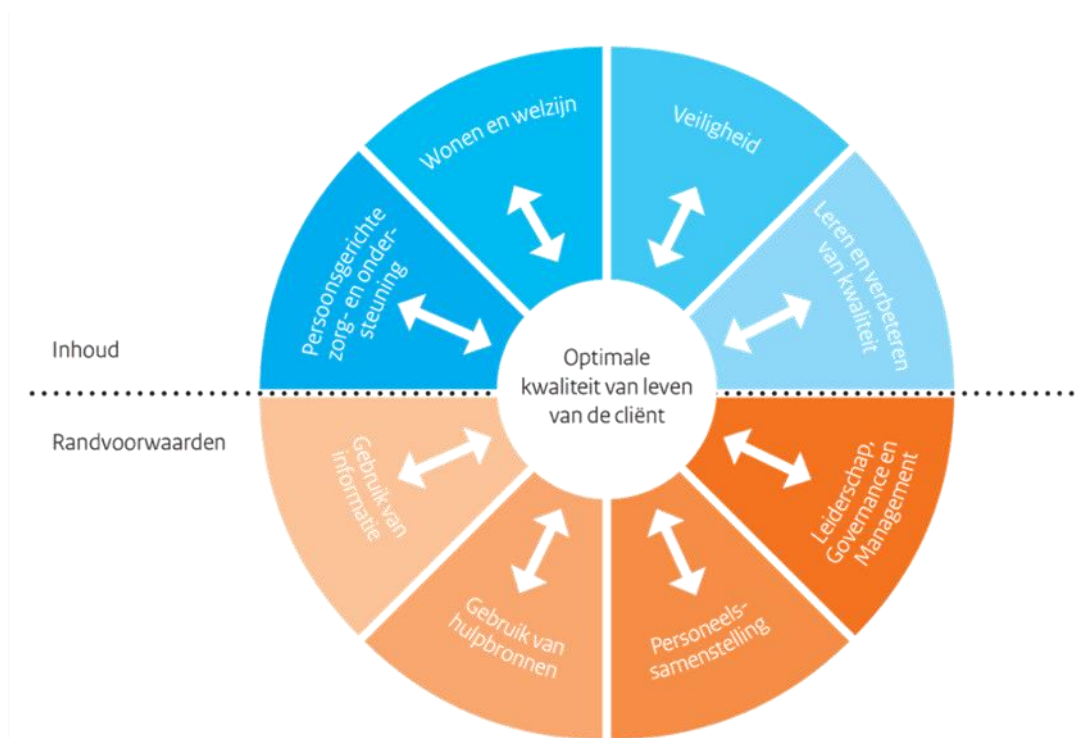 Wonen en welzijn
Veiligheid
Persoonsgerichte
zorg- en onder-
steuning
Leren en verbeteren
van kwaliteit
Inhoud
Optimale
kwaliteit van leven
van de cliënt
Randvoorwaarden
Gebruik van
informatie
Leiderschap,
Governance en
Management
Gebruik van
hulpbronnen
Personeels-
samenstelling